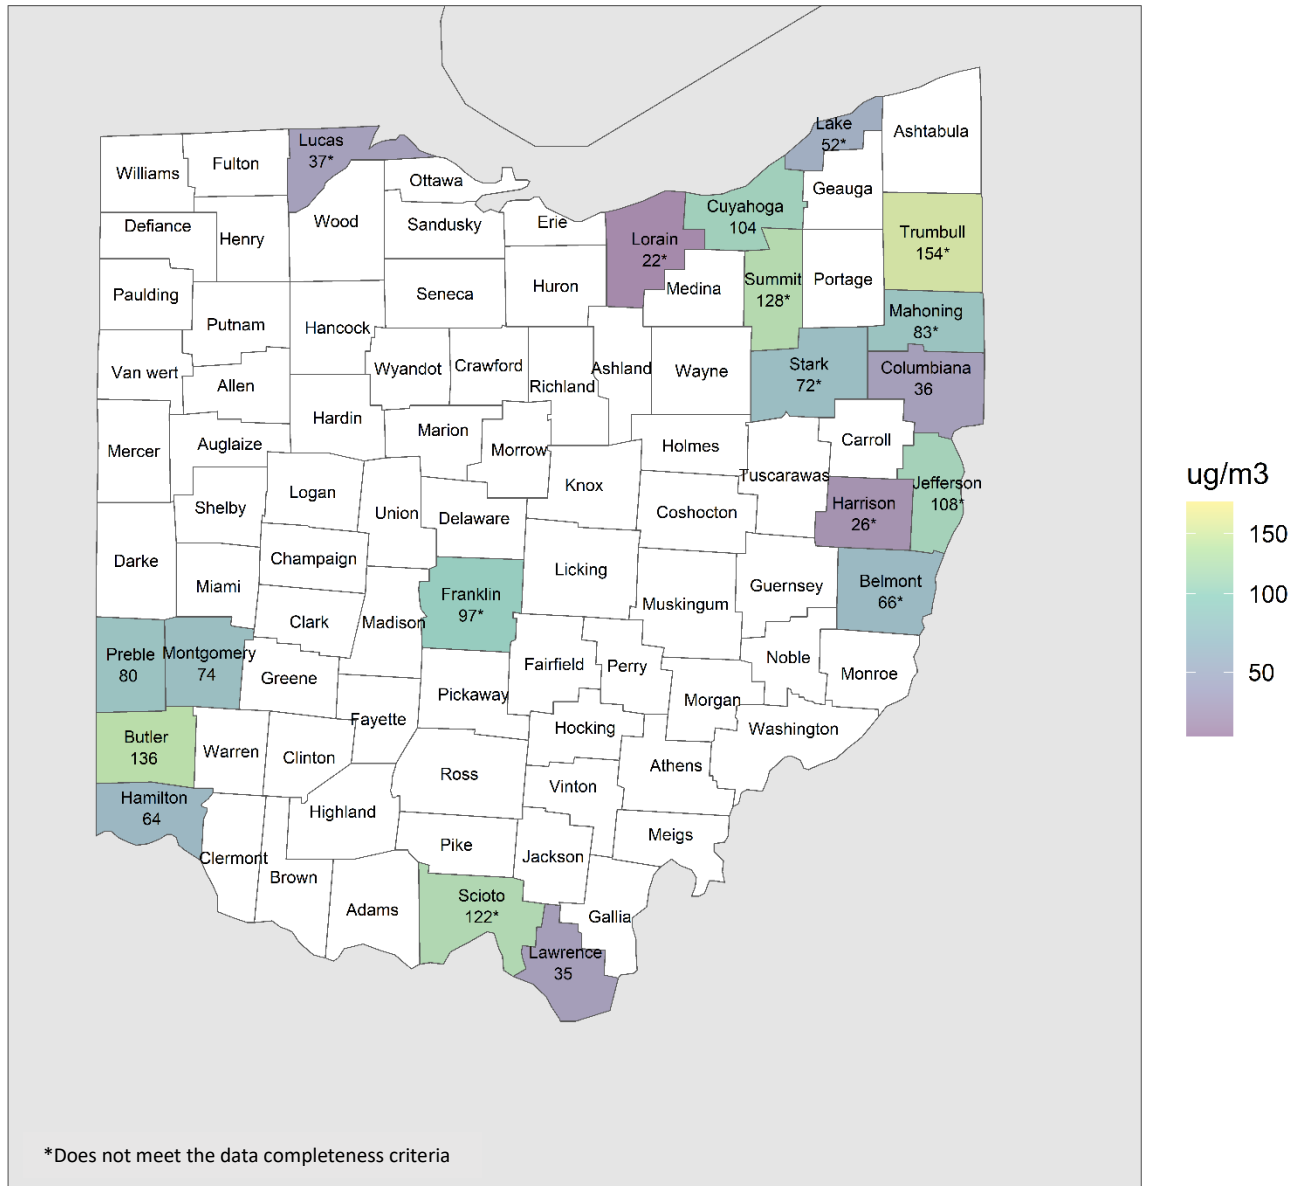 Lake
52*
Ashtabula
Lucas
37*
Fulton
Williams
Ottawa
Geauga
Cuyahoga
104
Wood
Sandusky
Erie
Defiance
Henry
Lorain
22*
Trumbull
154*
Summit
128*
Portage
Medina
Huron
Seneca
Paulding
Mahoning
83*
Putnam
Hancock
Stark
72*
Columbiana
36
Wyandot
Crawford
Ashland
Wayne
Van wert
Allen
Richland
Hardin
Marion
Carroll
Auglaize
Holmes
Morrow
Mercer
Tuscarawas
Knox
Jefferson
108*
Logan
Harrison
26*
Shelby
Union
Coshocton
Delaware
Champaign
Darke
Licking
Miami
Guernsey
Belmont
66*
Franklin
97*
Muskingum
Clark
Madison
Preble
80
Montgomery
74
Noble
Fairfield
Perry
Monroe
Greene
Pickaway
Morgan
Fayette
Hocking
Washington
Butler
136
Warren
Clinton
Athens
Ross
Vinton
Hamilton
64
Highland
Meigs
Pike
Jackson
Clermont
Brown
Scioto
122*
Adams
Gallia
Lawrence
35
ug/m3
150
100
50
*Does not meet the data completeness criteria